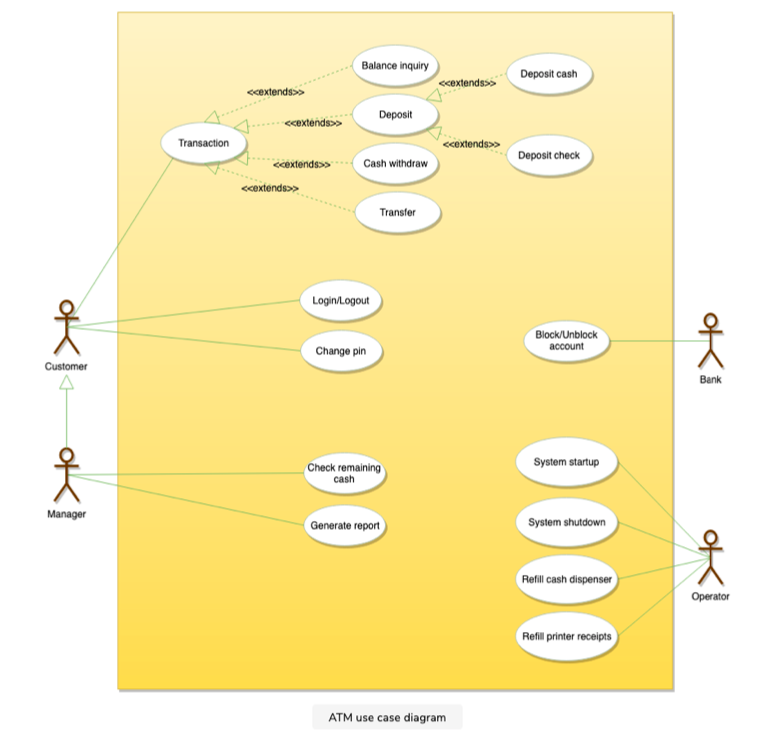 Balance inquiry
<<extends>>
Deposit cash
<<extends>>
Deposit
<<extends>>
Transaction
<<extends>>
Deposit check
Cash withdraw
<<extends>>
<<extends>>
Transfer
Login/Logout
Block/Unblock
account
Change pin
Customer
Bank
System startup
Check remaining
cash
Manager
Generate report
System shutdown
Refill cash dispenser
Operator
Refill printer receipts
ATM use case diagram